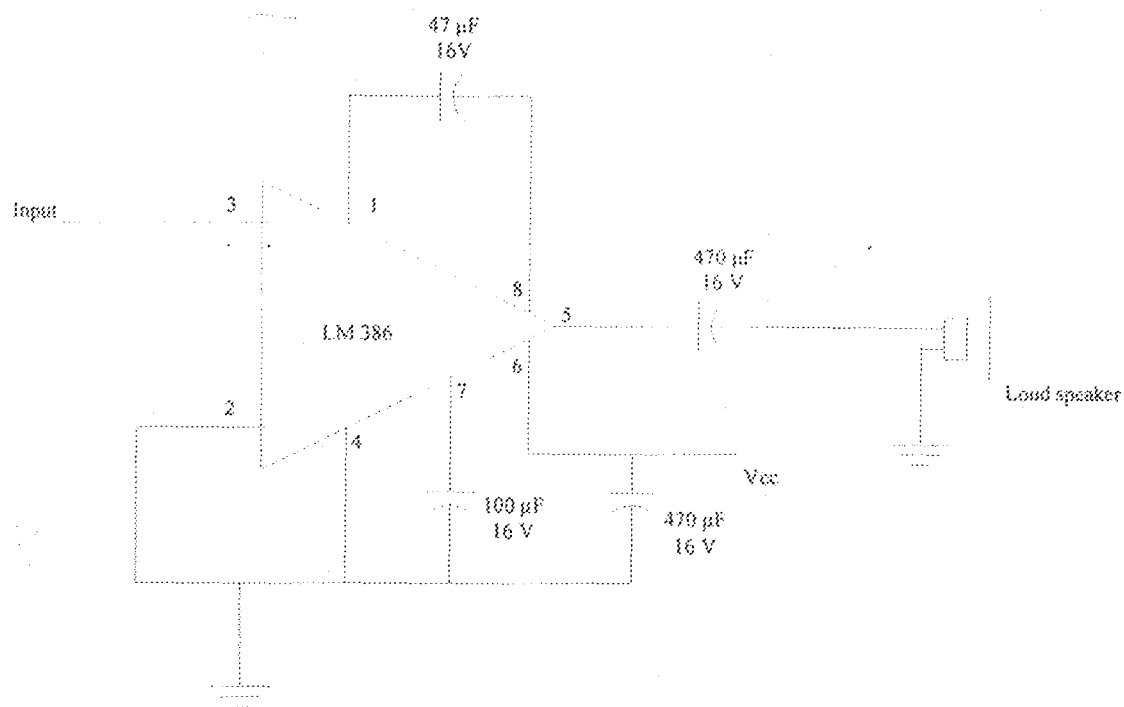 47 µF
16V
Input
3
1
470 µF
16 V
8
5
LM 386
6
7
Loud speaker
2
4
Vcc
100 µF
16 V
470 µF
16 V